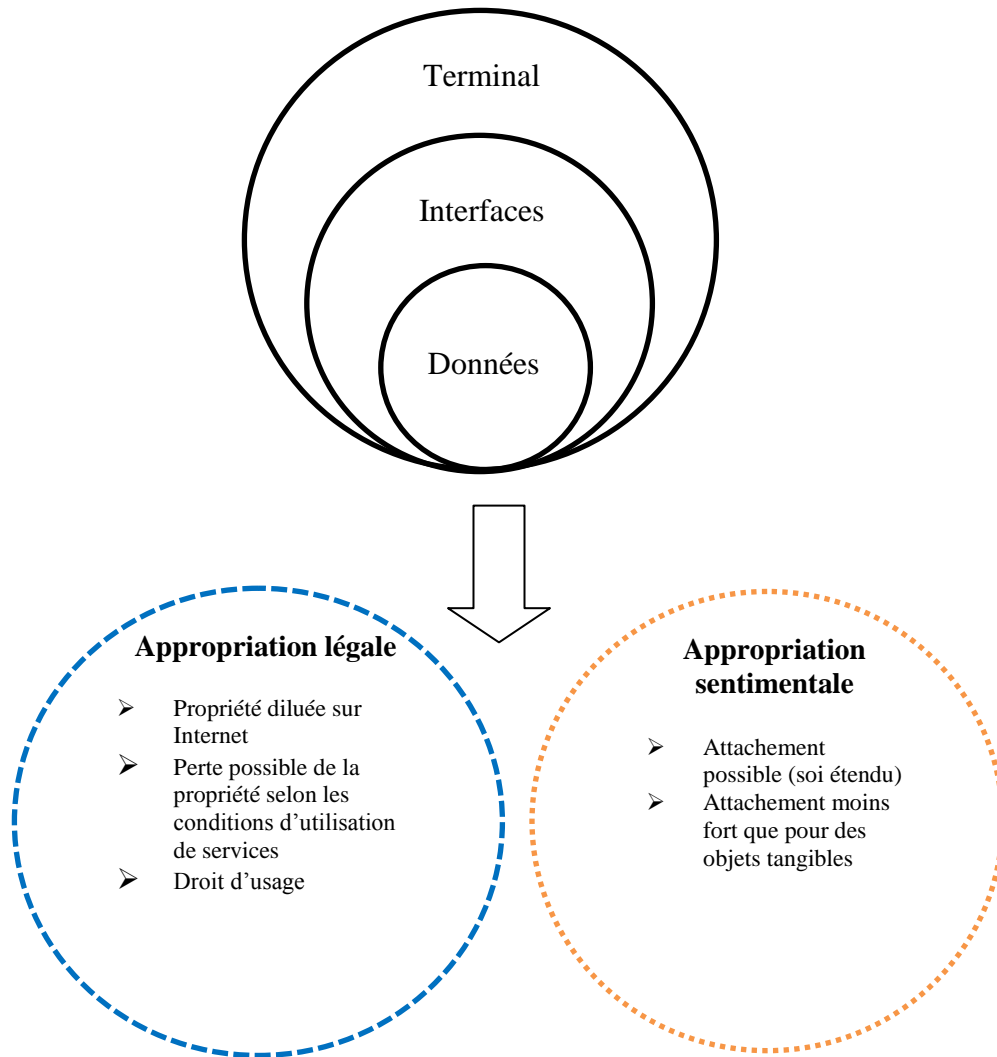 Terminal
Interfaces
Données
Appropriation légale
➢ Propriété diluée sur
Internet
➢ Perte possible de la
propriété selon les
conditions d’utilisation
de services
➢ Droit d’usage
Appropriation
sentimentale
➢ Attachement
possible (soi étendu)
➢ Attachement moins
fort que pour des
objets tangibles